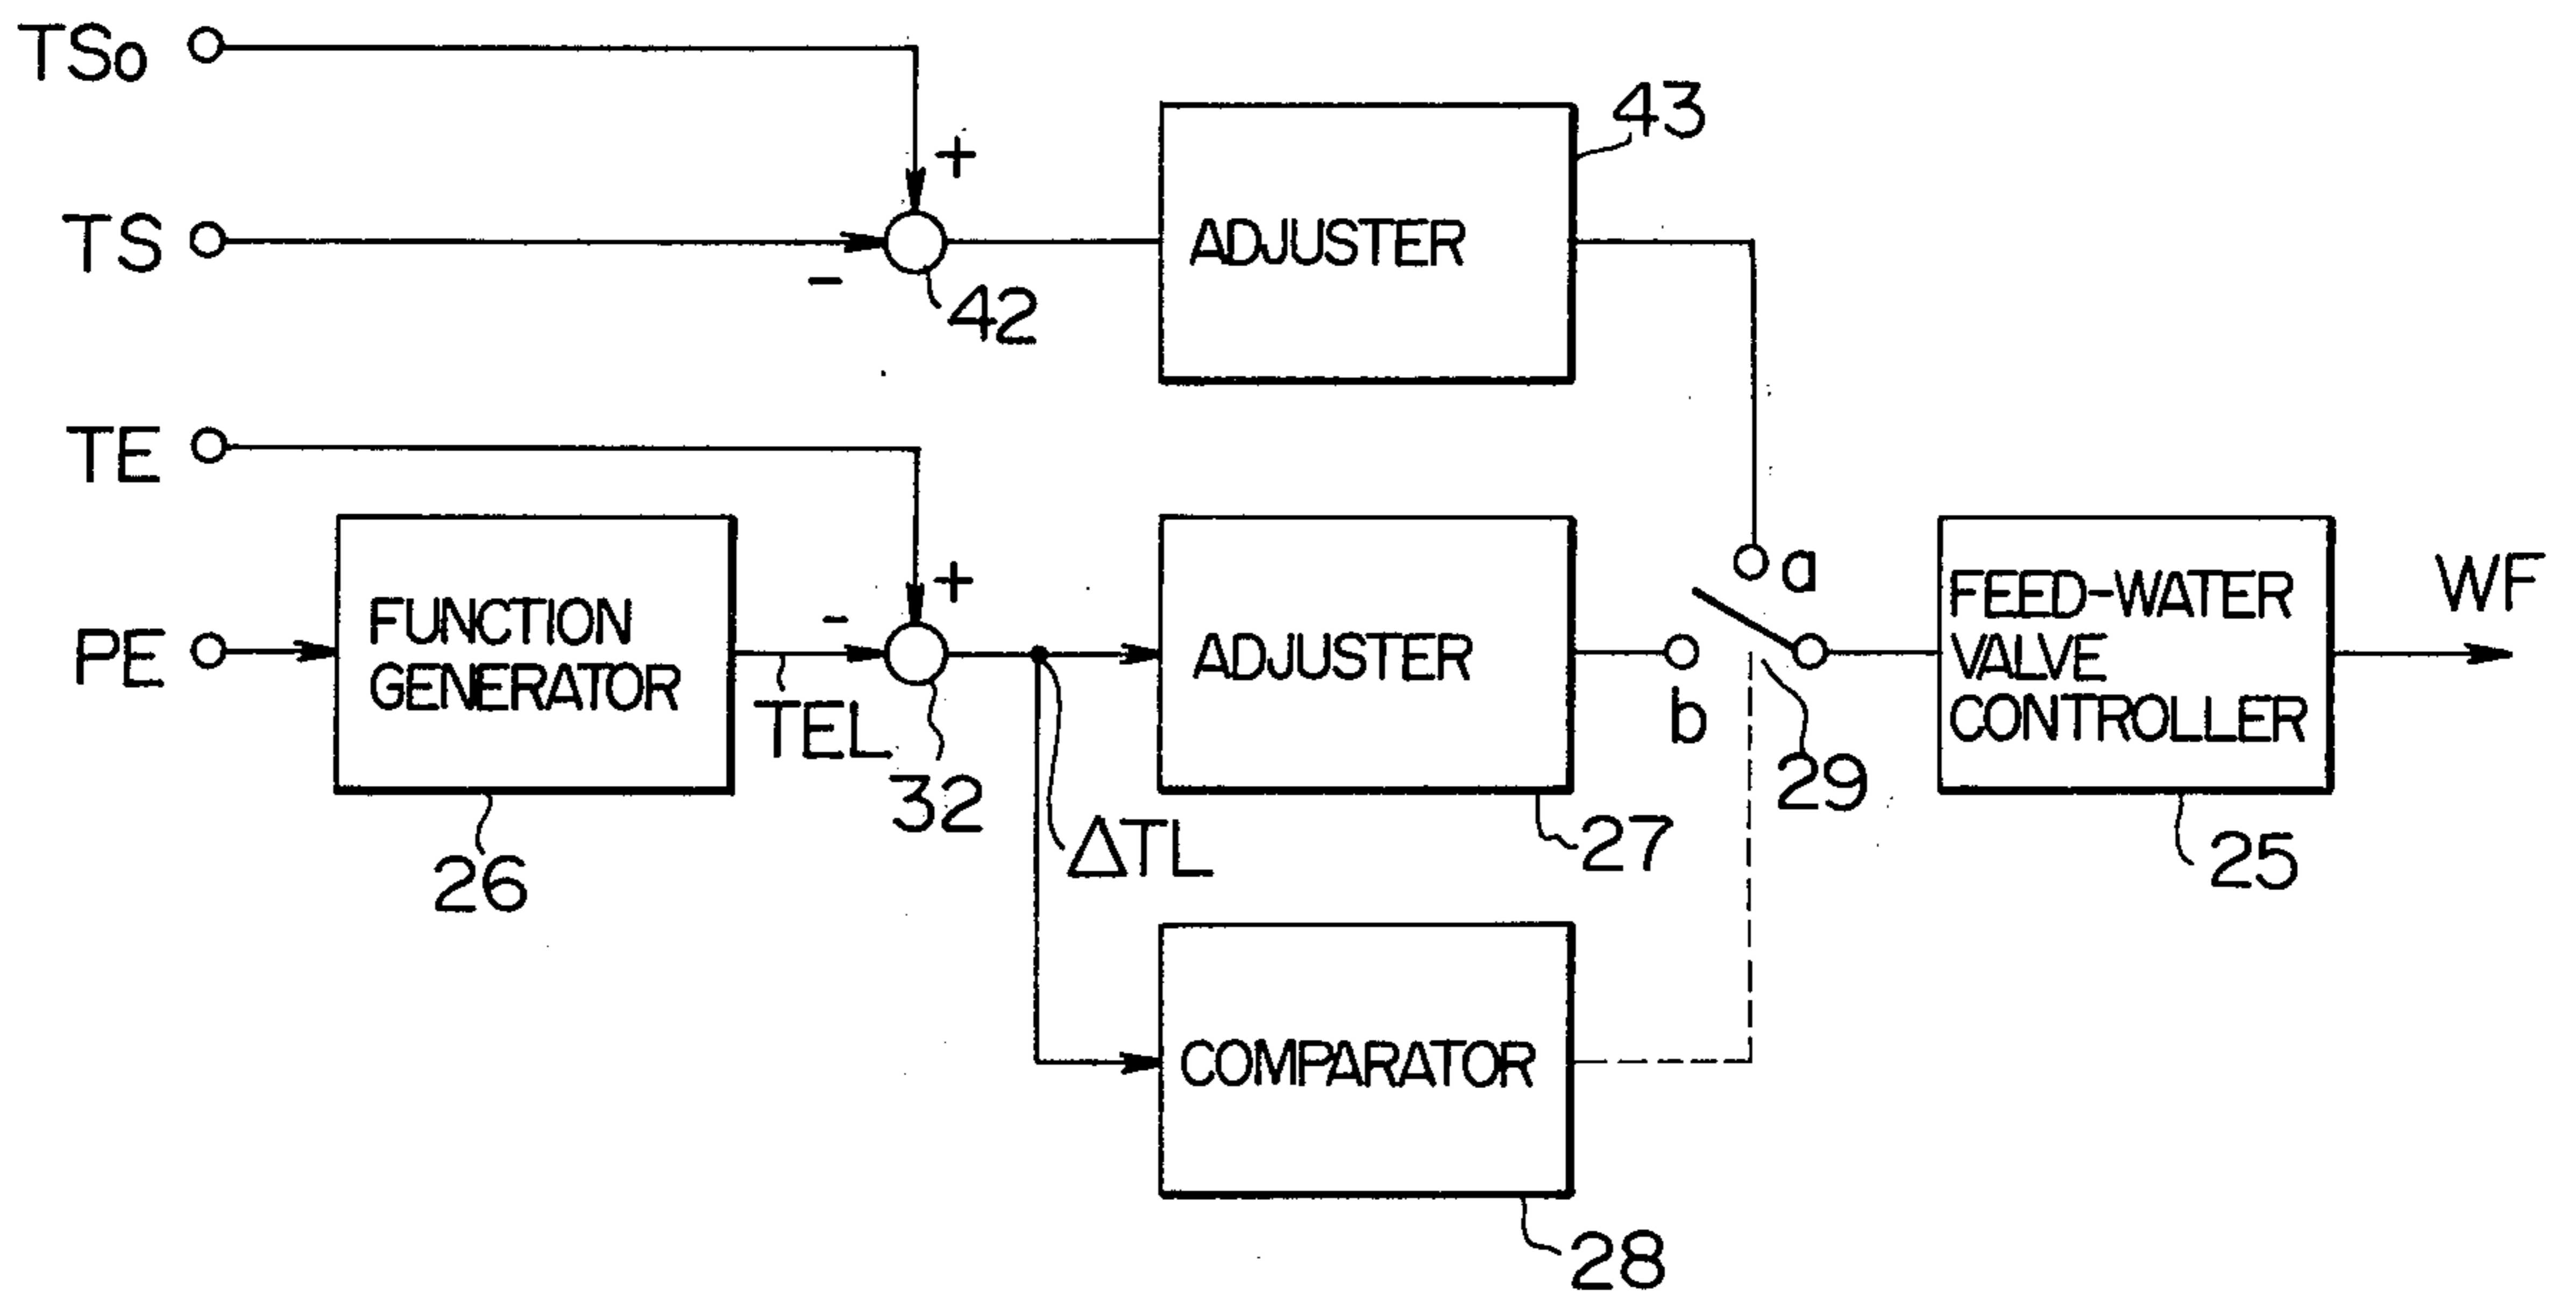 TSo
+
43
TS
-
42
ADJUSTER
TE
+
a
PE
FUNCTION
GENERATOR
-
TEL
32
ADJUSTER
b
29
FEED-WATER
VALVE
CONTROLLER
WF
26
ΔTL
27
25
COMPARATOR
28